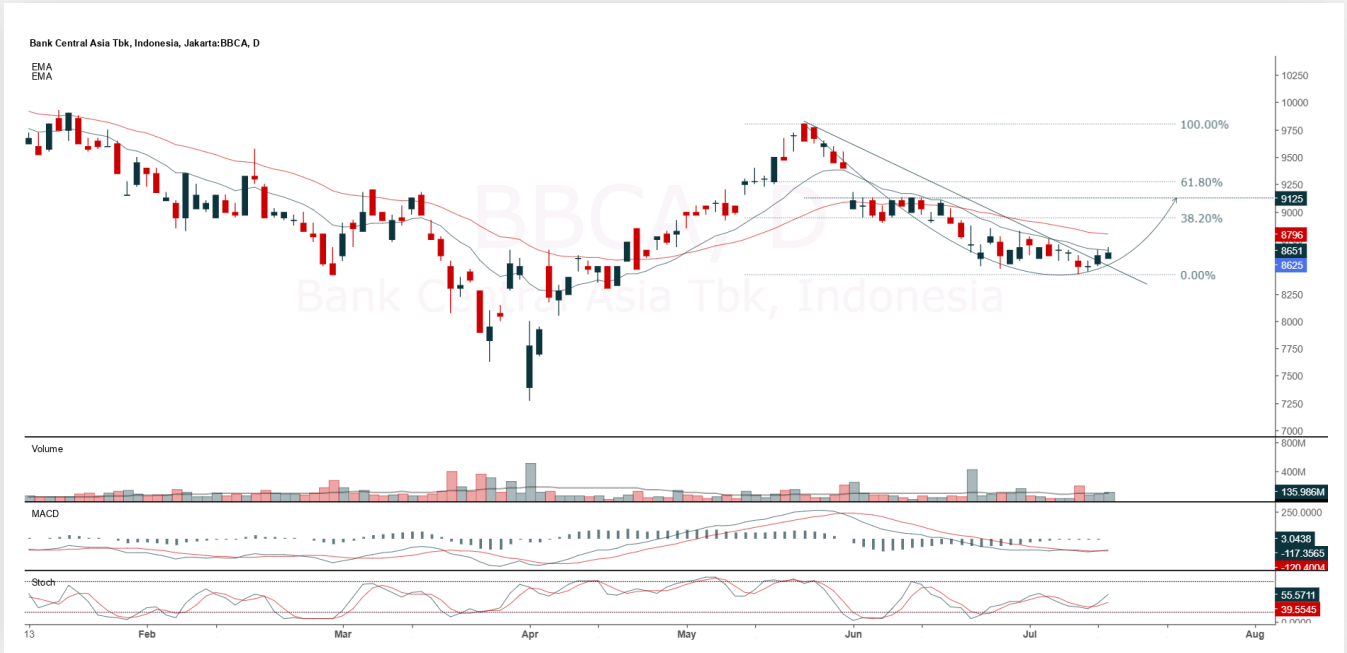 Bank Central Asia Tbk, Indonesia, Jakarta:BBCA, D
EMA
EMA
BBCA, D
Bank Central Asia Tbk, Indonesia
100.00%
61.80%
38.20%
0.00%
10250
10000
9750
9500
9250
9125
9000
8796
8651
8625
8250
8000
7750
7500
7250
7000
Volume
800M
400M
135.986M
MACD
250.0000
3.0438
-117.3565
-120.4004
Stoch
55.5711
39.5545
0.0000
13 Feb Mar Apr May Jun Jul Aug